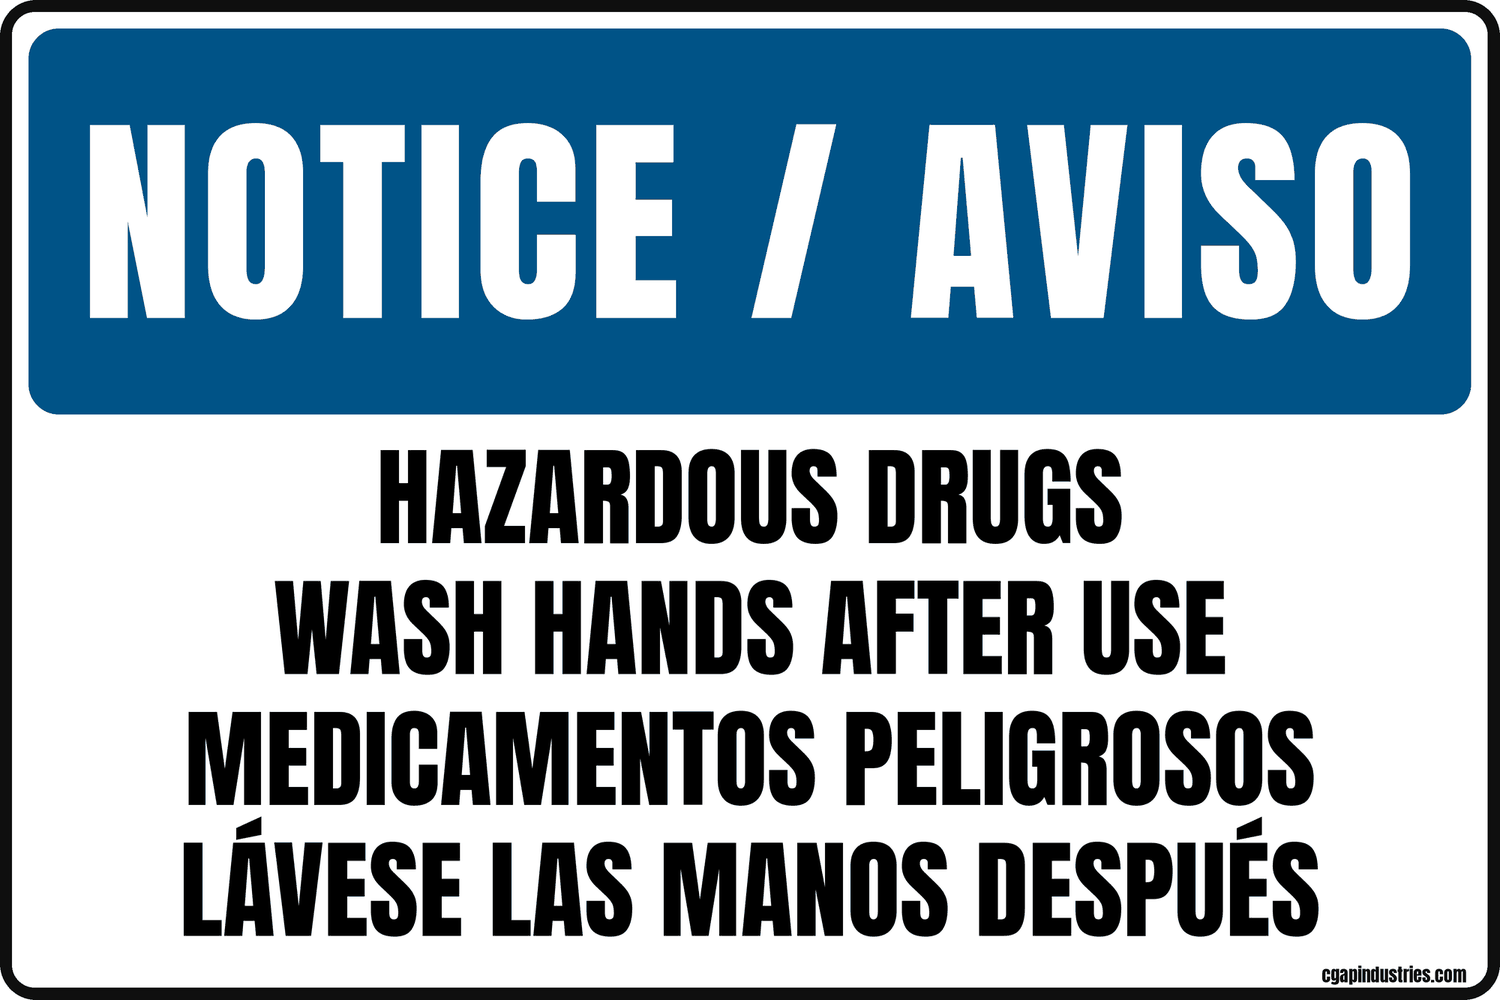 NOTICE / AVISO
HAZARDOUS DRUGS
WASH HANDS AFTER USE
MEDICAMENTOS PELIGROSOS
LÁVESE LAS MANOS DESPUÉS
cgapindustries.com